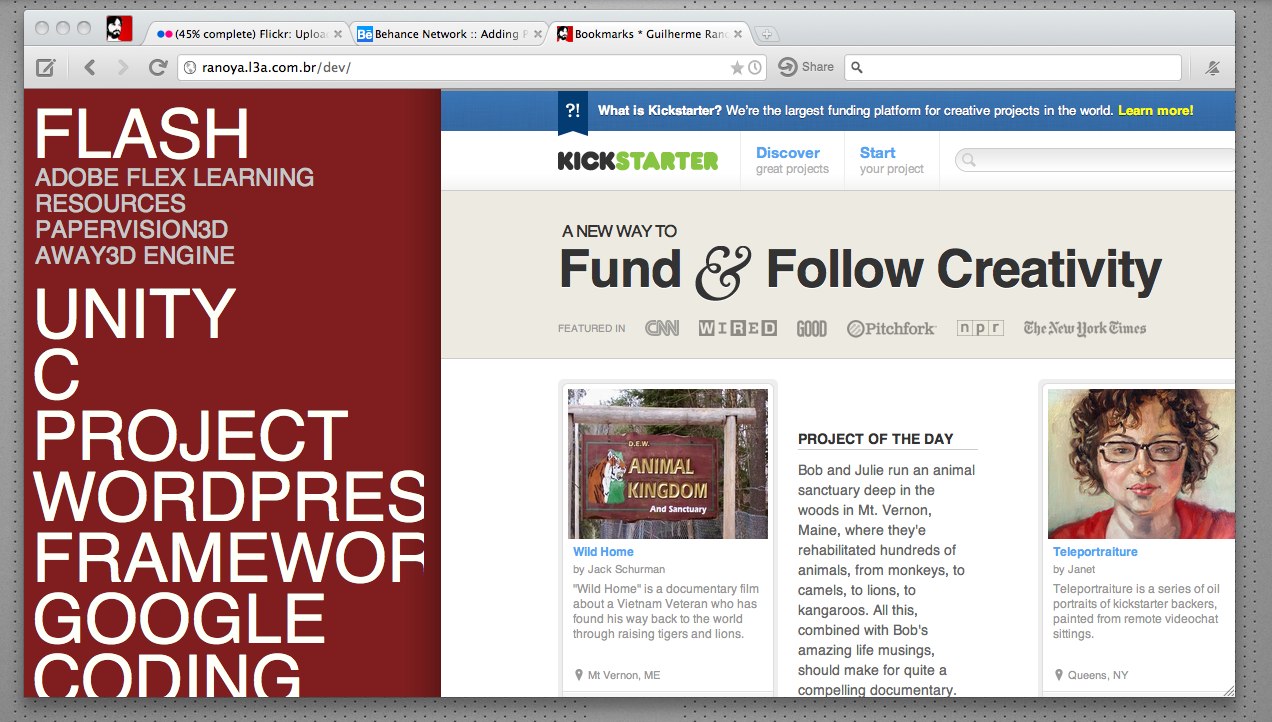 (45% complete) Flickr: Uploa
Bē Behance Network :: Adding P
Bookmarks * Guilherme Rano
ranoya.l3a.com.br/dev/
Share
FLASH
ADOBE FLEX LEARNING
RESOURCES
PAPERVISION3D
AWAY3D ENGINE
UNITY
C
PROJECT
WORDPRES
FRAMEWOR
GOOGLE
CODING
?! What is Kickstarter? We're the largest funding platform for creative projects in the world. Learn more!
KICKSTARTER
Discover
great projects
Start
your project
A NEW WAY TO
Fund & Follow Creativity
FEATURED IN CNN WIRED GOOD Pitchfork npr The New York Times
D.E.W.
ANIMAL
KINGDOM
And Sanctuary
Wild Home
by Jack Schurman
"Wild Home" is a documentary film
about a Vietnam Veteran who has
found his way back to the world
through raising tigers and lions.
Mt Vernon, ME
PROJECT OF THE DAY
Bob and Julie run an animal
sanctuary deep in the
woods in Mt. Vernon,
Maine, where they'e
rehabilitated hundreds of
animals, from monkeys, to
camels, to lions, to
kangaroos. All this,
combined with Bob's
amazing life musings,
should make for quite a
compelling documentary.
Teleportraiture
by Janet
Teleportraiture is a series of oil
portraits of kickstarter backers,
painted from remote videochat
sittings.
Queens, NY